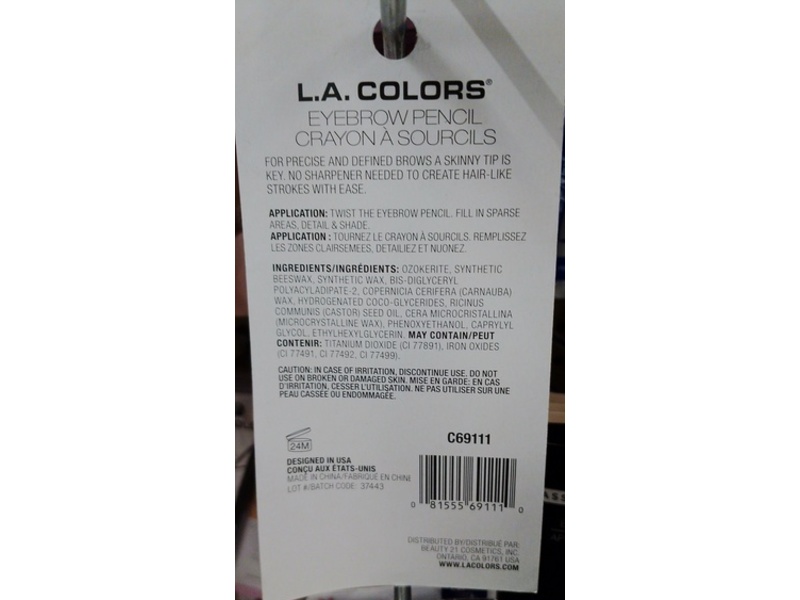 L.A. COLORS®
EYEBROW PENCIL
CRAYON À SOURCILS
FOR PRECISE AND DEFINED BROWS A SKINNY TIP IS
KEY. NO SHARPENER NEEDED TO CREATE HAIR-LIKE
STROKES WITH EASE.
APPLICATION: TWIST THE EYEBROW PENCIL. FILL IN SPARSE
AREAS, DETAIL & SHADE.
APPLICATION : TOURNEZ LE CRAYON À SOURCILS. REMPLISSEZ
LES ZONES CLAIRSEMEES, DETAILIEZ ET NUONEZ.
INGREDIENTS/INGRÉDIENTS: OZOKERITE, SYNTHETIC
BEESWAX, SYNTHETIC WAX, BIS-DIGLYCERYL
POLYACYLADIPATE-2, COPERNICIA CERIFERA (CARNAUBA)
WAX, HYDROGENATED COCO-GLYCERIDES, RICINUS
COMMUNIS (CASTOR) SEED OIL, CERA MICROCRISTALLINA
(MICROCRYSTALLINE WAX), PHENOXYETHANOL, CAPRYLYL
GLYCOL, ETHYLHEXYLGLYCERIN. MAY CONTAIN/PEUT
CONTENIR: TITANIUM DIOXIDE (CI 77891), IRON OXIDES
(CI 77491, CI 77492, CI 77499).
CAUTION: IN CASE OF IRRITATION, DISCONTINUE USE. DO NOT
USE ON BROKEN OR DAMAGED SKIN. MISE EN GARDE: EN CAS
D'IRRITATION, CESSER L'UTILISATION. NE PAS UTILISER SUR UNE
PEAU CASSÉE OU ENDOMMAGÉE.
24M
C69111
DESIGNED IN USA
CONÇU AUX ÉTATS-UNIS
MADE IN CHINA/FABRIQUÉ EN CHINE
LOT #/BATCH CODE: 37443
0 81555 69111 0
DISTRIBUTED BY/DISTRIBUÉ PAR:
BEAUTY 21 COSMETICS, INC.
ONTARIO, CA 91761 USA
WWW.LACOLORS.COM